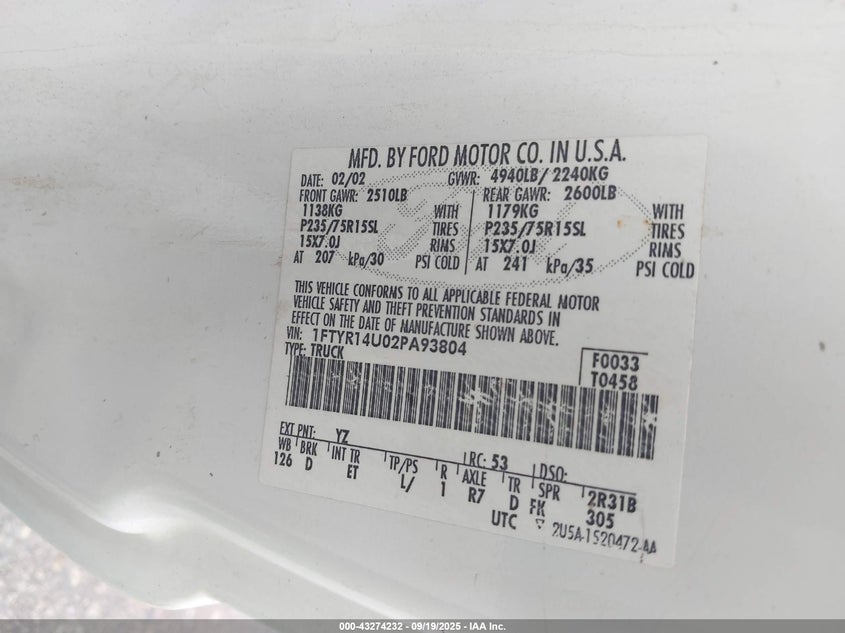 MFD. BY FORD MOTOR CO. IN U.S.A.
DATE: 02/02 GVWR: 4940LB/ 2240KG
FRONT GAWR: 2510LB REAR GAWR: 2600LB
1138KG WITH 1179KG WITH
P235/75R15SL TIRES P235/75R15SL TIRES
15X7.0J RIMS 15X7.0J RIMS
AT 207 kPa/30 PSI COLD AT 241 kPa/35 PSI COLD
THIS VEHICLE CONFORMS TO ALL APPLICABLE FEDERAL MOTOR
VEHICLE SAFETY AND THEFT PREVENTION STANDARDS IN
EFFECT ON THE DATE OF MANUFACTURE SHOWN ABOVE.
VIN: 1FTYR14U02PA93804
TYPE: TRUCK
F0033
T0458
EXT PNT: YZ RC: 53 DSO:
WB BRK INT TR TP/PS R AXLE TR SPR 2R31B
126 D ET L/ 1 R7 D FK 305
UTC 2U5A-1520472-AA
000-43274232 - 09/19/2025 - IAA Inc.